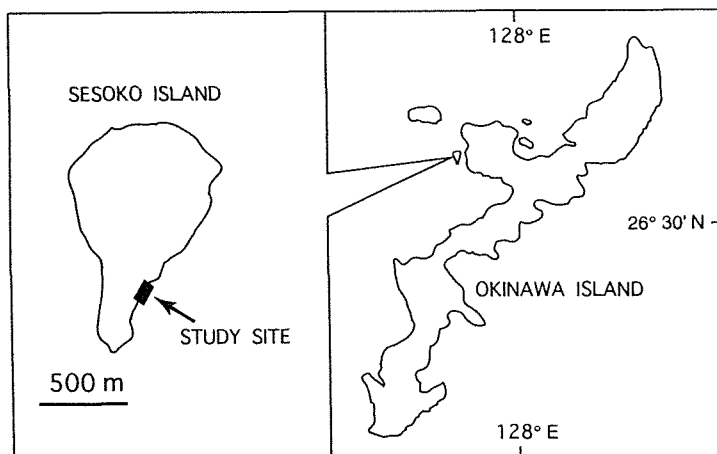 SESOKO ISLAND
STUDY SITE
500 m
128° E
26° 30' N
OKINAWA ISLAND
128° E